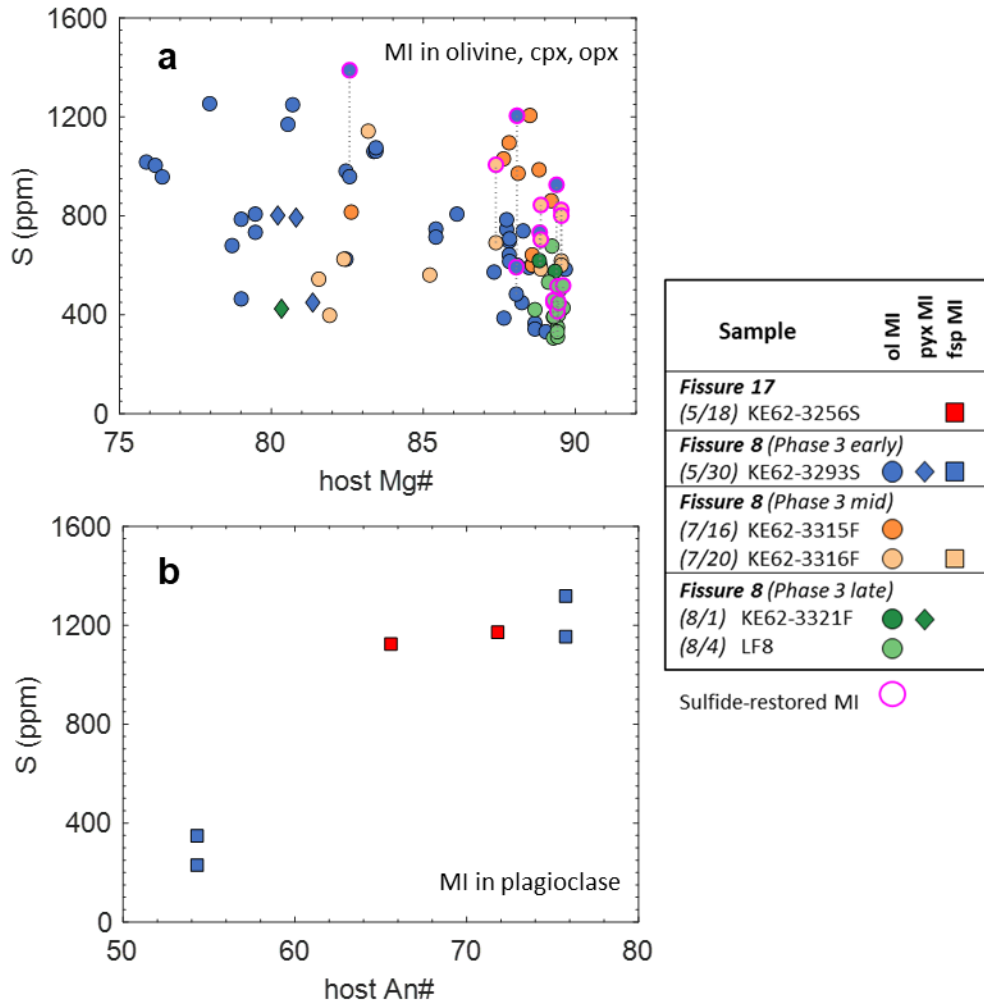 1600
a
MI in olivine, cpx, opx
1200
S (ppm)
800
400
0
75
80
85
90
host Mg#
1600
b
1200
S (ppm)
800
400
MI in plagioclase
0
50
60
70
80
host An#
Sample
ol MI
pyx MI
fsp MI
Fissure 17
(5/18) KE62-3256S
Fissure 8 (Phase 3 early)
(5/30) KE62-3293S
Fissure 8 (Phase 3 mid)
(7/16) KE62-3315F
(7/20) KE62-3316F
Fissure 8 (Phase 3 late)
(8/1) KE62-3321F
(8/4) LF8
Sulfide-restored MI